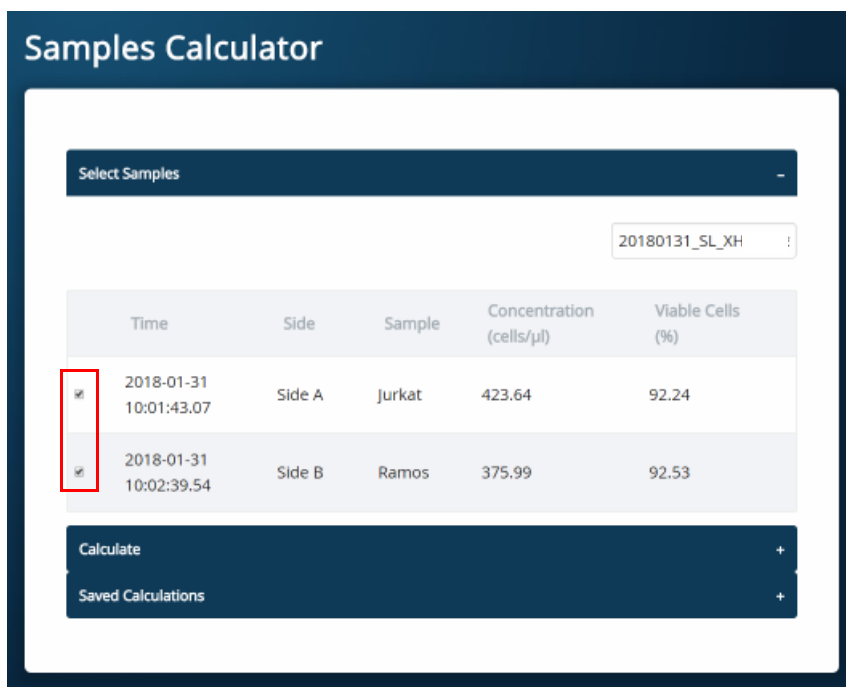 Samples Calculator
Select Samples –
20180131_SL_XH
Time Side Sample Concentration (cells/µl) Viable Cells (%)
2018-01-31 10:01:43.07 Side A Jurkat 423.64 92.24
2018-01-31 10:02:39.54 Side B Ramos 375.99 92.53
Calculate +
Saved Calculations +